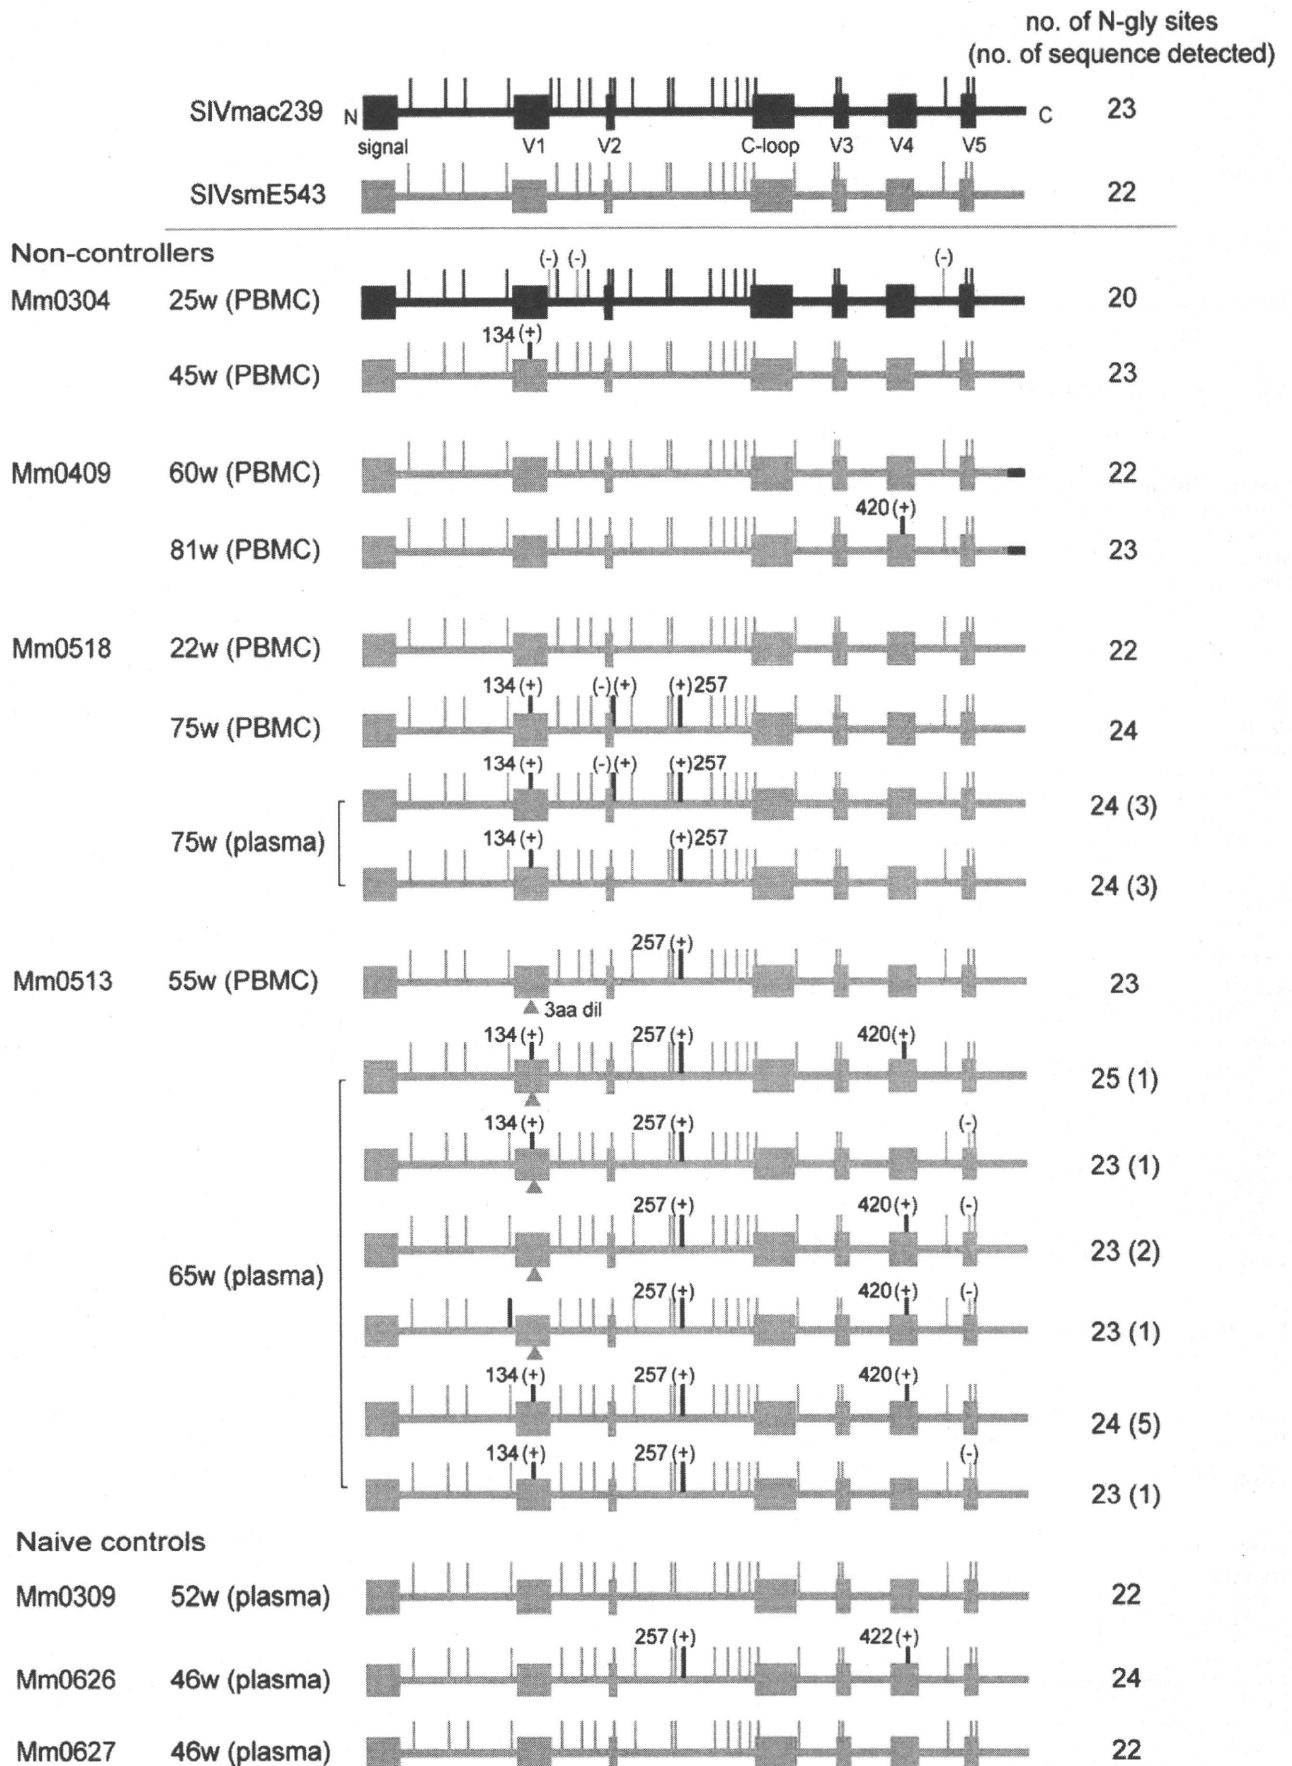 no. of N-gly sites
(no. of sequence detected)
SIVmac239 N C 23
signal V1 V2 C-loop V3 V4 V5
SIVsmE543 22
Non-controllers
(-) (-) (-)
Mm0304 25w (PBMC) 20
134 (+)
45w (PBMC) 23
Mm0409 60w (PBMC) 22
420 (+)
81w (PBMC) 23
Mm0518 22w (PBMC) 22
134 (+) (-)(+) (+)257
75w (PBMC) 24
134 (+) (-)(+) (+)257
24 (3)
75w (plasma)
134 (+) (+)257
24 (3)
257 (+)
Mm0513 55w (PBMC) 23
3aa dil
134 (+) 257 (+) 420(+)
25 (1)
134 (+) 257 (+) (-)
23 (1)
257 (+) 420 (+) (-)
23 (2)
65w (plasma)
257 (+) 420 (+) (-)
23 (1)
134 (+) 257 (+) 420 (+)
24 (5)
134 (+) 257 (+) (-)
23 (1)
Naive controls
Mm0309 52w (plasma) 22
257 (+) 422 (+)
Mm0626 46w (plasma) 24
Mm0627 46w (plasma) 22